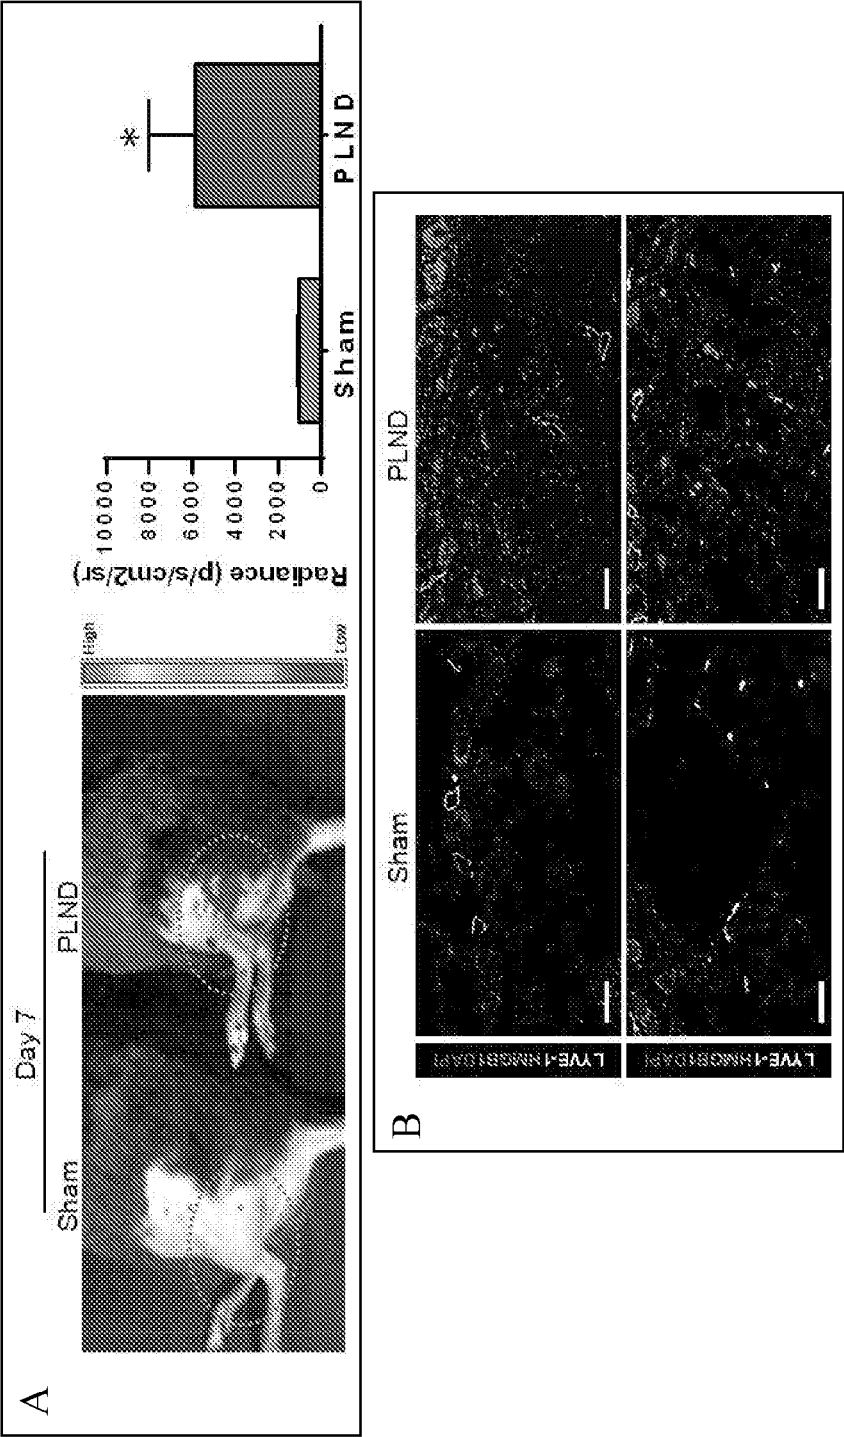 A
Day 7
Sham
PLND
High
Low
Radiance (p/s/cm2/sr)
10000
8000
6000
4000
2000
0
*
Sham
PLND
B
Sham
PLND
LYVE-1HMGB1DAPI
LYVE-1HMGB1DAPI